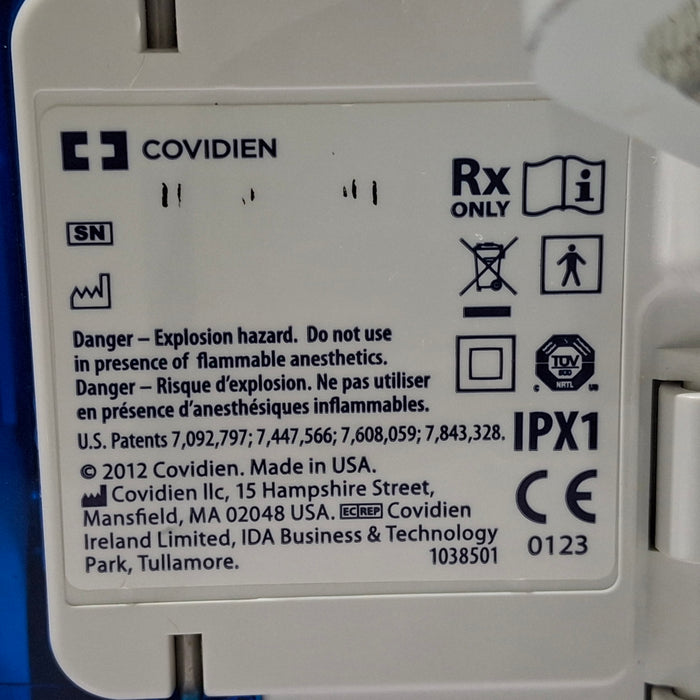 COVIDIEN
Rx
ONLY
SN
Danger – Explosion hazard. Do not use
in presence of flammable anesthetics.
Danger – Risque d'explosion. Ne pas utiliser
en présence d'anesthésiques inflammables.
TÜV
NRTL
C US
U.S. Patents 7,092,797; 7,447,566; 7,608,059; 7,843,328.
IPX1
© 2012 Covidien. Made in USA.
Covidien llc, 15 Hampshire Street,
Mansfield, MA 02048 USA. EC REP Covidien
Ireland Limited, IDA Business & Technology
Park, Tullamore.
1038501
CE
0123